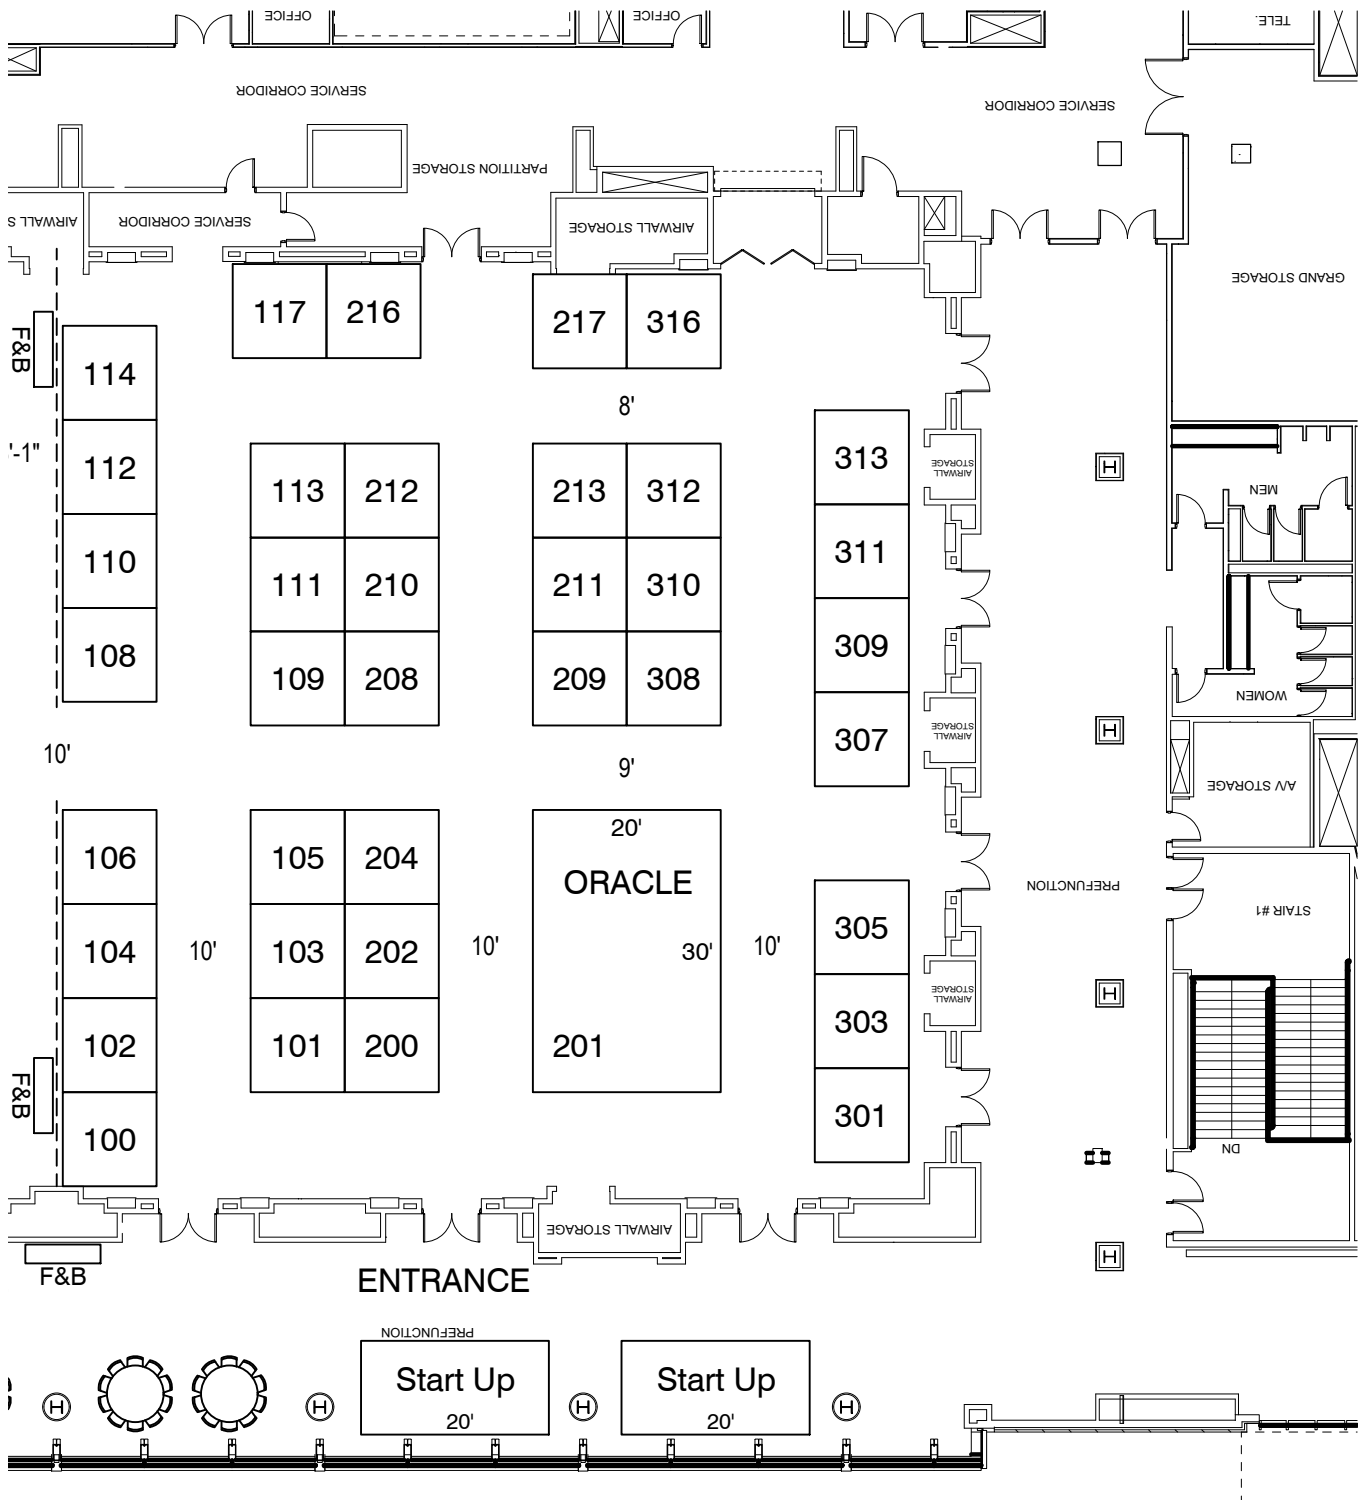 OFFICE
OFFICE
TELE.
SERVICE CORRIDOR
SERVICE CORRIDOR
PARTITION STORAGE
AIRWALL S
SERVICE CORRIDOR
AIRWALL STORAGE
GRAND STORAGE
117 216
217 316
F&B
114
8'
'-1"
112
113 212
213 312
313
AIRWALL
STORAGE
H
MEN
110
111 210
211 310
311
108
109 208
209 308
309
WOMEN
307
AIRWALL
STORAGE
H
10'
9'
A/V STORAGE
106
105 204
20'
ORACLE
PREFUNCTION
305
STAIR #1
104
10'
103 202
10'
30'
10'
AIRWALL
STORAGE
H
102
101 200
201
303
F&B
100
301
DN
AIRWALL STORAGE
H
F&B
ENTRANCE
PREFUNCTION
Start Up
20'
Start Up
20'
H
H
H
H